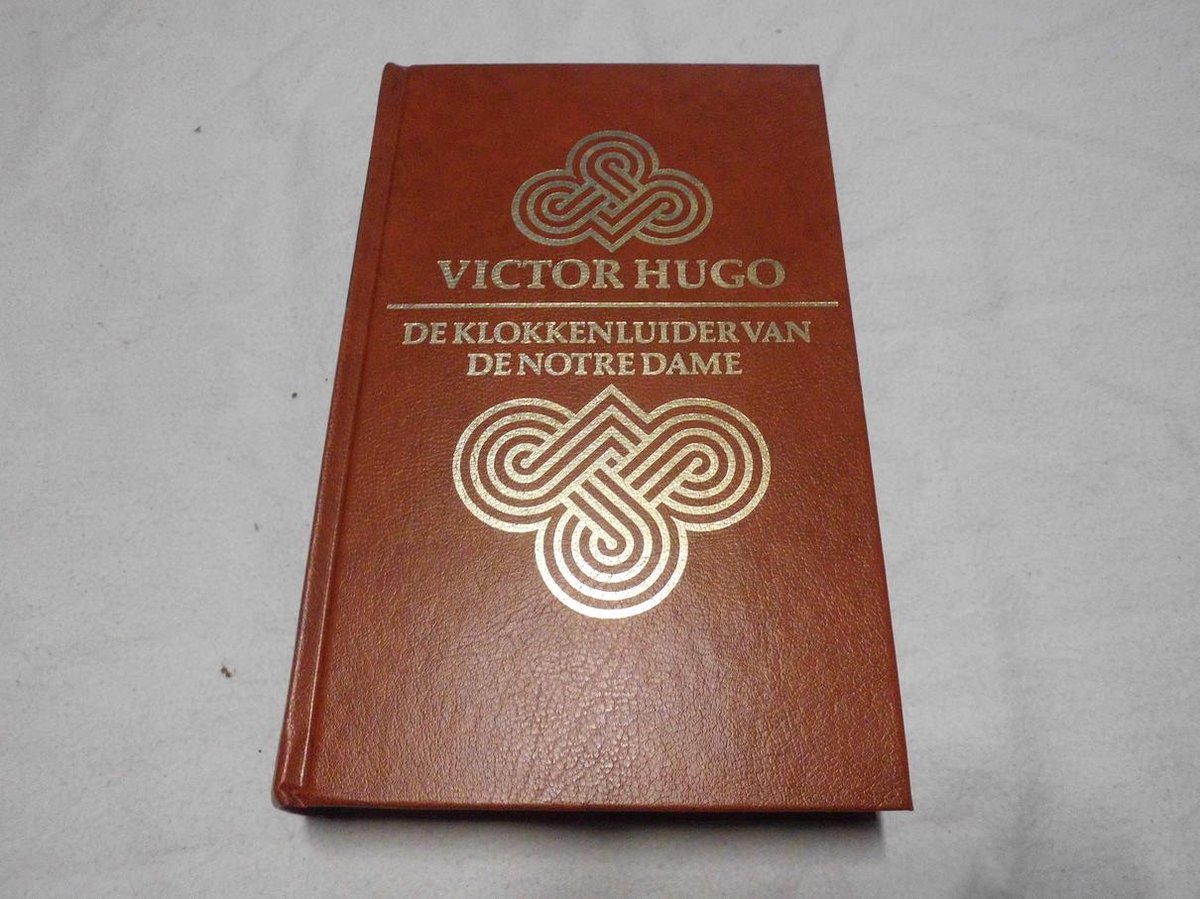 VICTOR HUGO
DE KLOKKENLUIDER VAN
DE NOTRE DAME